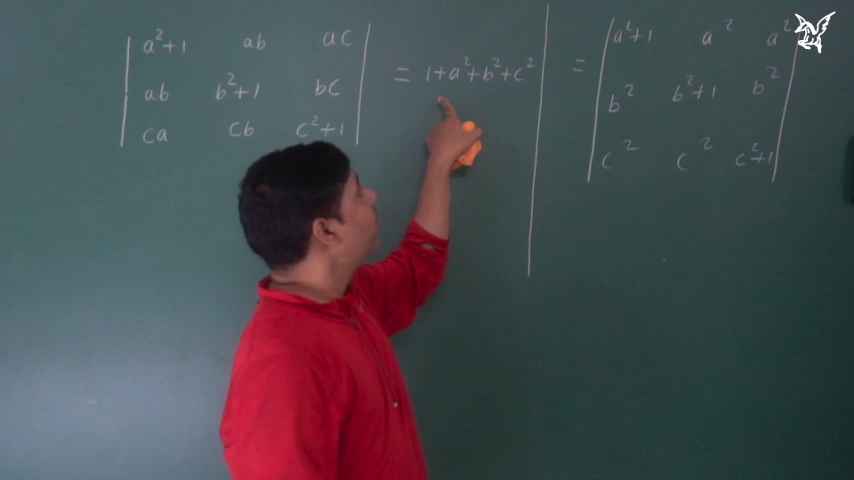 | a²+1 ab ac | = 1+a²+b²+c²
| ab b²+1 bc |
| ca cb c²+1 |
= | a²+1 a² a² |
| b² b²+1 b² |
| c² c² c²+1 |